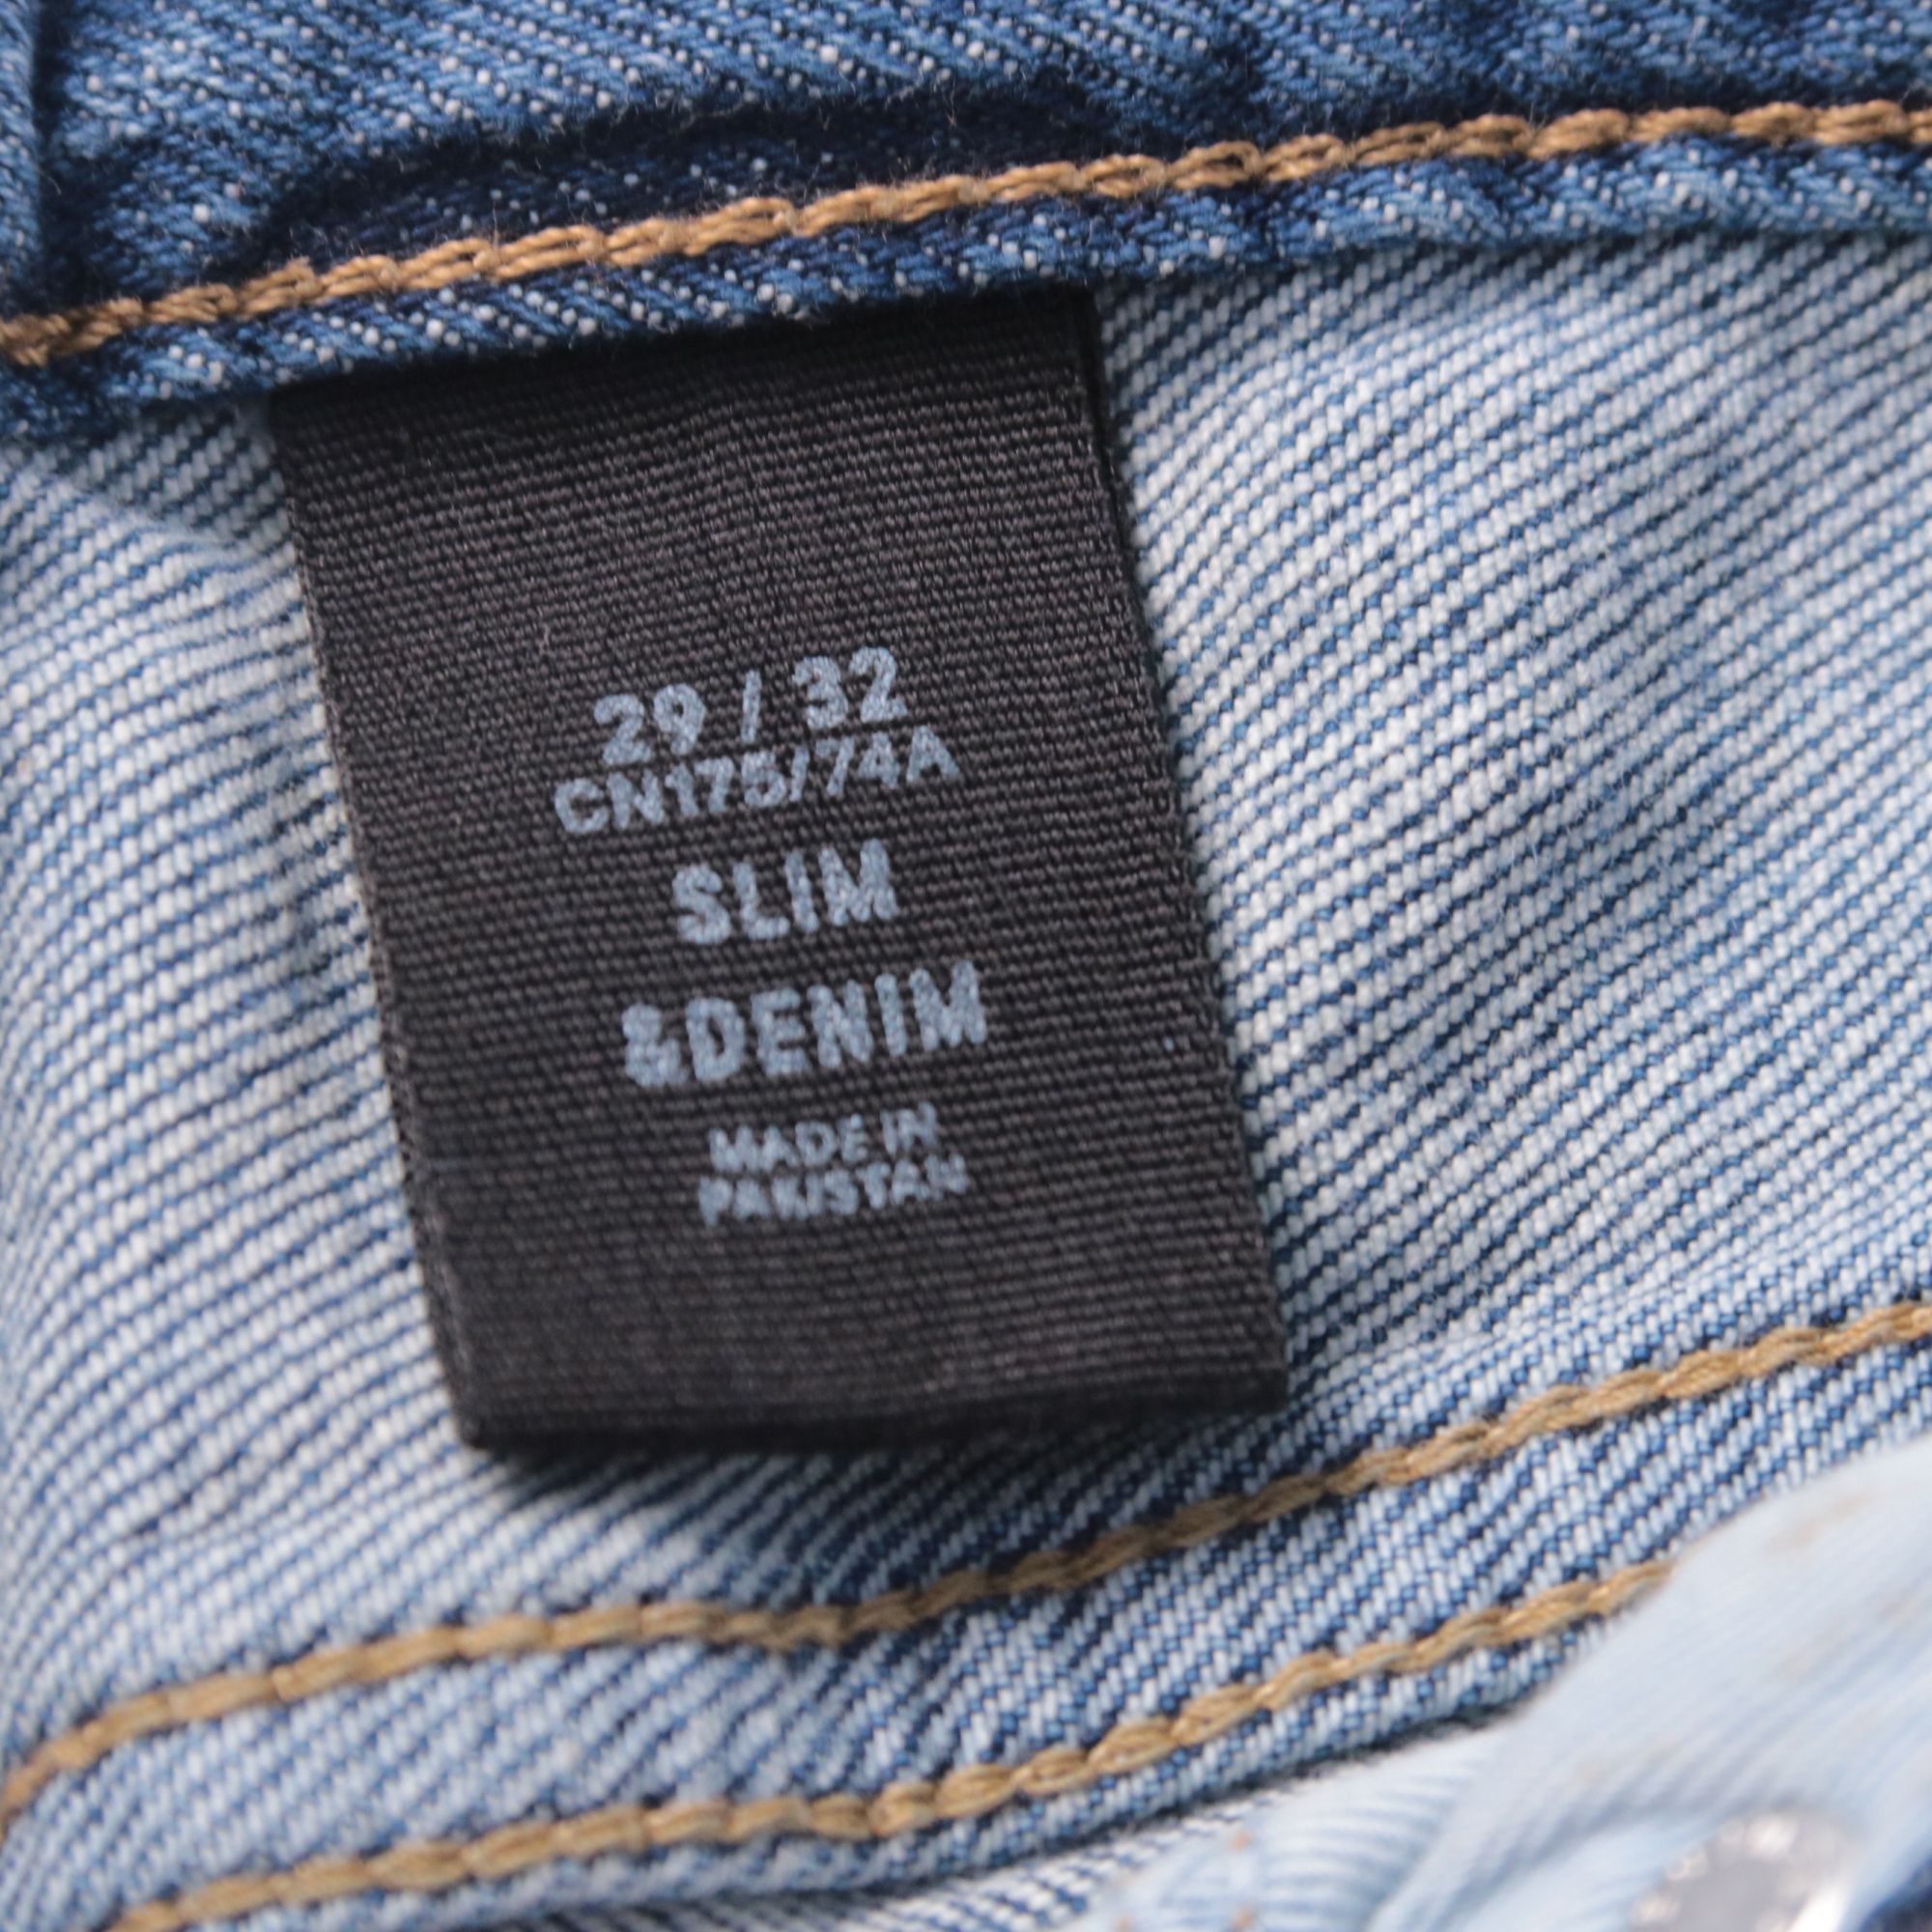 29 / 32
CN175/74A
SLIM
&DENIM
MADE IN
PAKISTAN